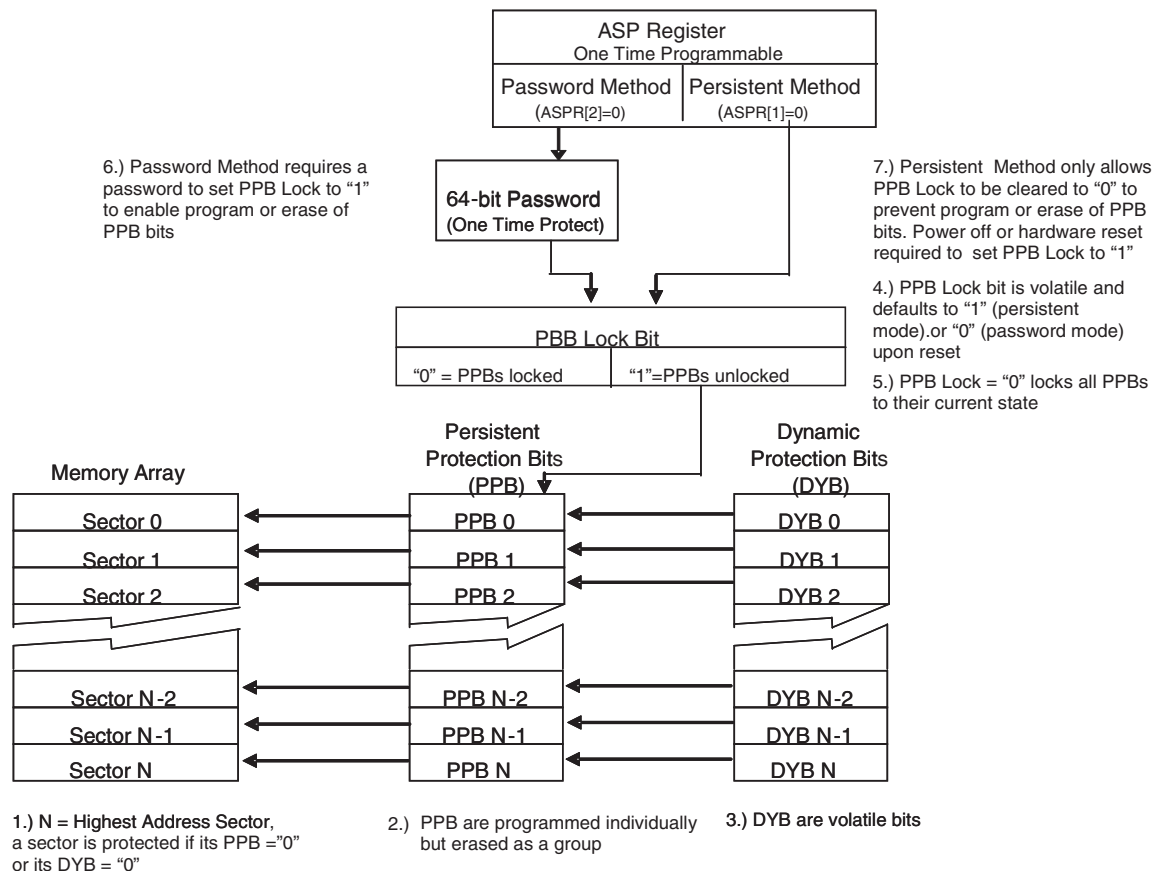 ASP Register
One Time Programmable
Password Method
(ASPR[2]=0)
Persistent Method
(ASPR[1]=0)
6.) Password Method requires a
password to set PPB Lock to “1”
to enable program or erase of
PPB bits
64-bit Password
(One Time Protect)
7.) Persistent Method only allows
PPB Lock to be cleared to “0” to
prevent program or erase of PPB
bits. Power off or hardware reset
required to set PPB Lock to “1”
4.) PPB Lock bit is volatile and
defaults to “1” (persistent
mode).or “0” (password mode)
upon reset
5.) PPB Lock = “0” locks all PPBs
to their current state
PBB Lock Bit
“0” = PPBs locked
“1”=PPBs unlocked
Memory Array
Persistent
Protection Bits
(PPB)
Dynamic
Protection Bits
(DYB)
Sector 0
PPB 0
DYB 0
Sector 1
PPB 1
DYB 1
Sector 2
PPB 2
DYB 2
Sector N-2
PPB N-2
DYB N-2
Sector N-1
PPB N-1
DYB N-1
Sector N
PPB N
DYB N
1.) N = Highest Address Sector,
a sector is protected if its PPB =”0”
or its DYB = “0”
2.) PPB are programmed individually
but erased as a group
3.) DYB are volatile bits